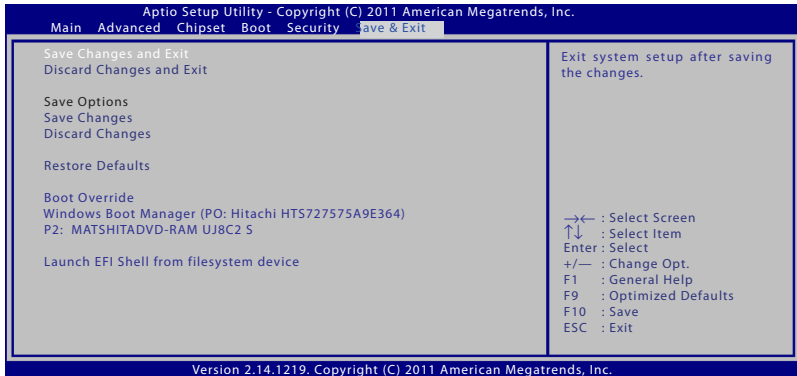 Aptio Setup Utility - Copyright (C) 2011 American Megatrends, Inc.
Main Advanced Chipset Boot Security Save & Exit
Save Changes and Exit
Discard Changes and Exit
Save Options
Save Changes
Discard Changes
Restore Defaults
Boot Override
Windows Boot Manager (PO: Hitachi HTS727575A9E364)
P2: MATSHITADVD-RAM UJ8C2 S
Launch EFI Shell from filesystem device
Exit system setup after saving
the changes.
→← : Select Screen
↑↓ : Select Item
Enter : Select
+/— : Change Opt.
F1 : General Help
F9 : Optimized Defaults
F10 : Save
ESC : Exit
Version 2.14.1219. Copyright (C) 2011 American Megatrends, Inc.